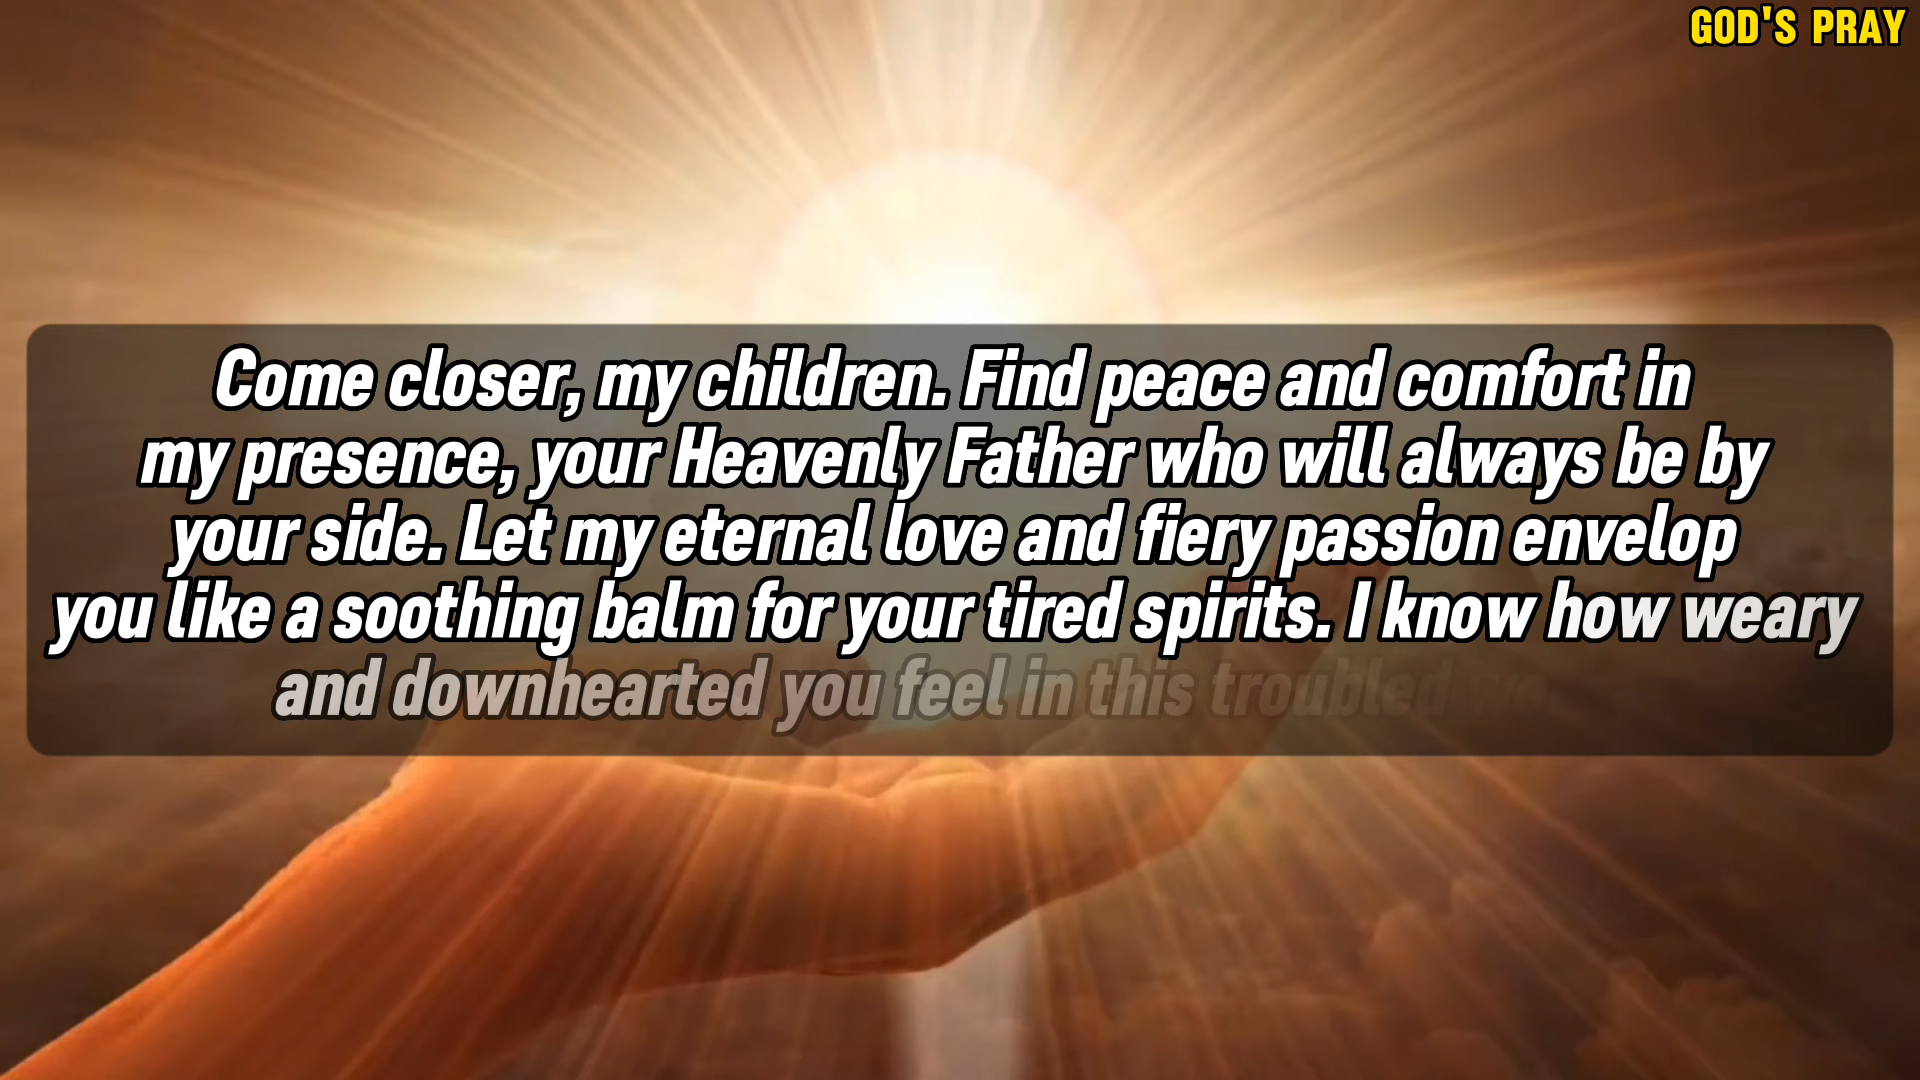 GOD'S PRAY
Come closer, my children. Find peace and comfort in
my presence, your Heavenly Father who will always be by
your side. Let my eternal love and fiery passion envelop
you like a soothing balm for your tired spirits. I know how weary
and downhearted you feel in this troubled